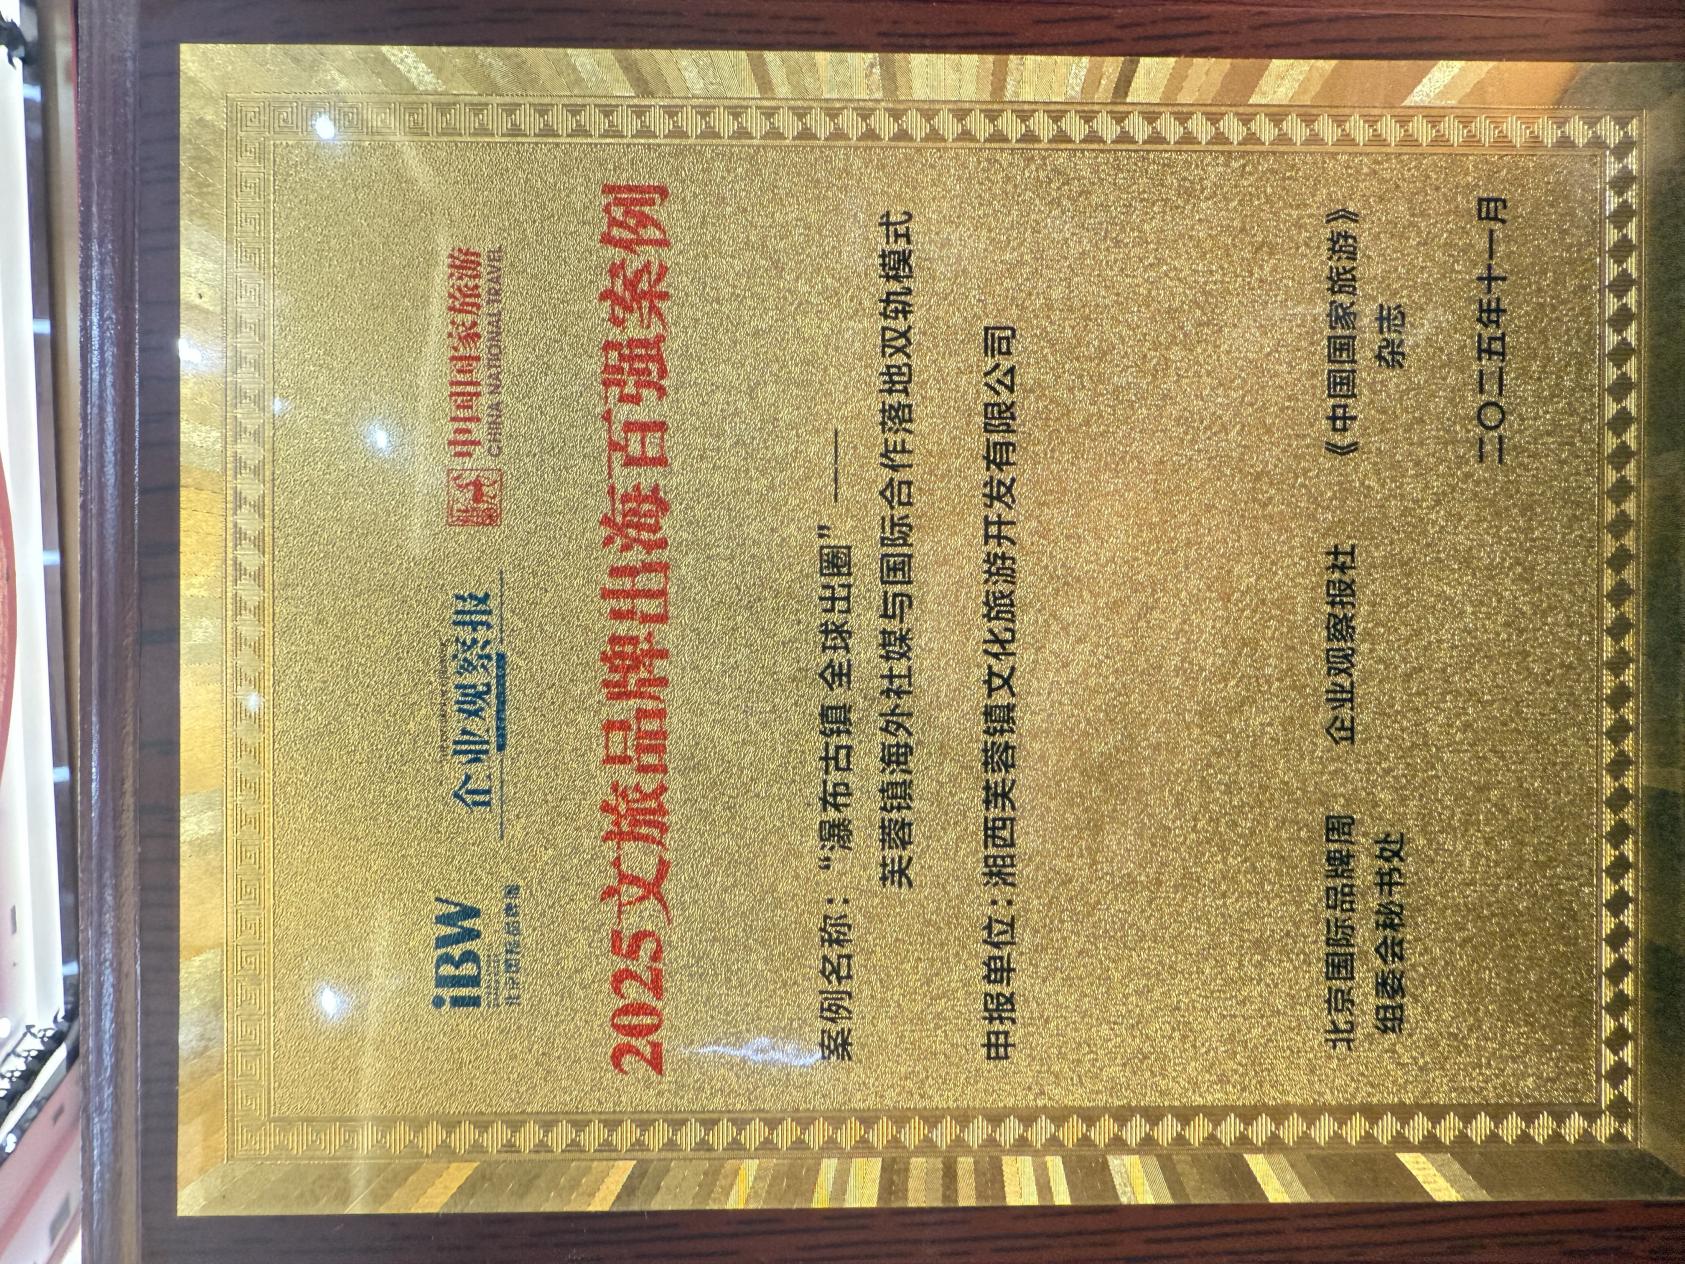 iBW
北京国际品牌周
企业观察报
中国国家旅游
CHINA NATIONAL TRAVEL
2025文旅品牌出海百强案例
案例名称：“瀑布古镇 全球出圈”——
芙蓉镇海外社媒与国际合作落地双轨模式
申报单位：湘西芙蓉镇文化旅游开发有限公司
北京国际品牌周
组委会秘书处
企业观察报社
《中国国家旅游》
杂志
二〇二五年十一月